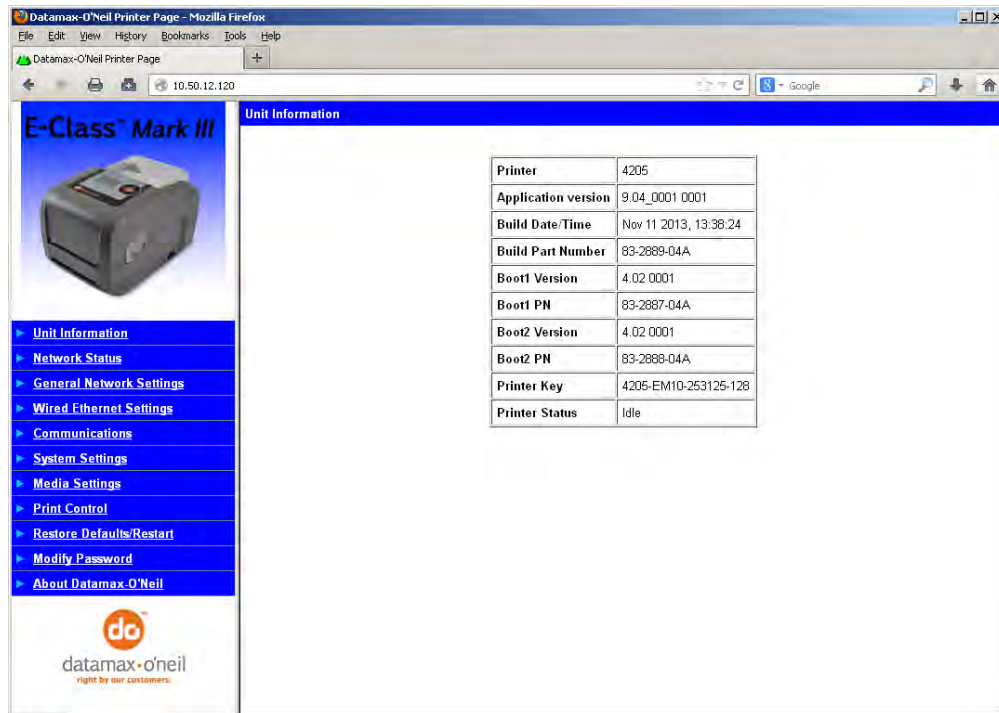 Datamax-O'Neil Printer Page - Mozilla Firefox
File Edit View History Bookmarks Tools Help
Datamax-O'Neil Printer Page +
10.50.12.120
8 - Google
E-Class™ Mark III
Unit Information
Printer 4205
Application version 9.04_0001 0001
Build Date/Time Nov 11 2013, 13:38:24
Build Part Number 83-2889-04A
Boot1 Version 4.02 0001
Boot1 PN 83-2887-04A
Boot2 Version 4.02 0001
Boot2 PN 83-2888-04A
Printer Key 4205-EM10-253125-128
Printer Status Idle
Unit Information
Network Status
General Network Settings
Wired Ethernet Settings
Communications
System Settings
Media Settings
Print Control
Restore Defaults/Restart
Modify Password
About Datamax-O'Neil
do™
datamax•o'neil
right by our customers.